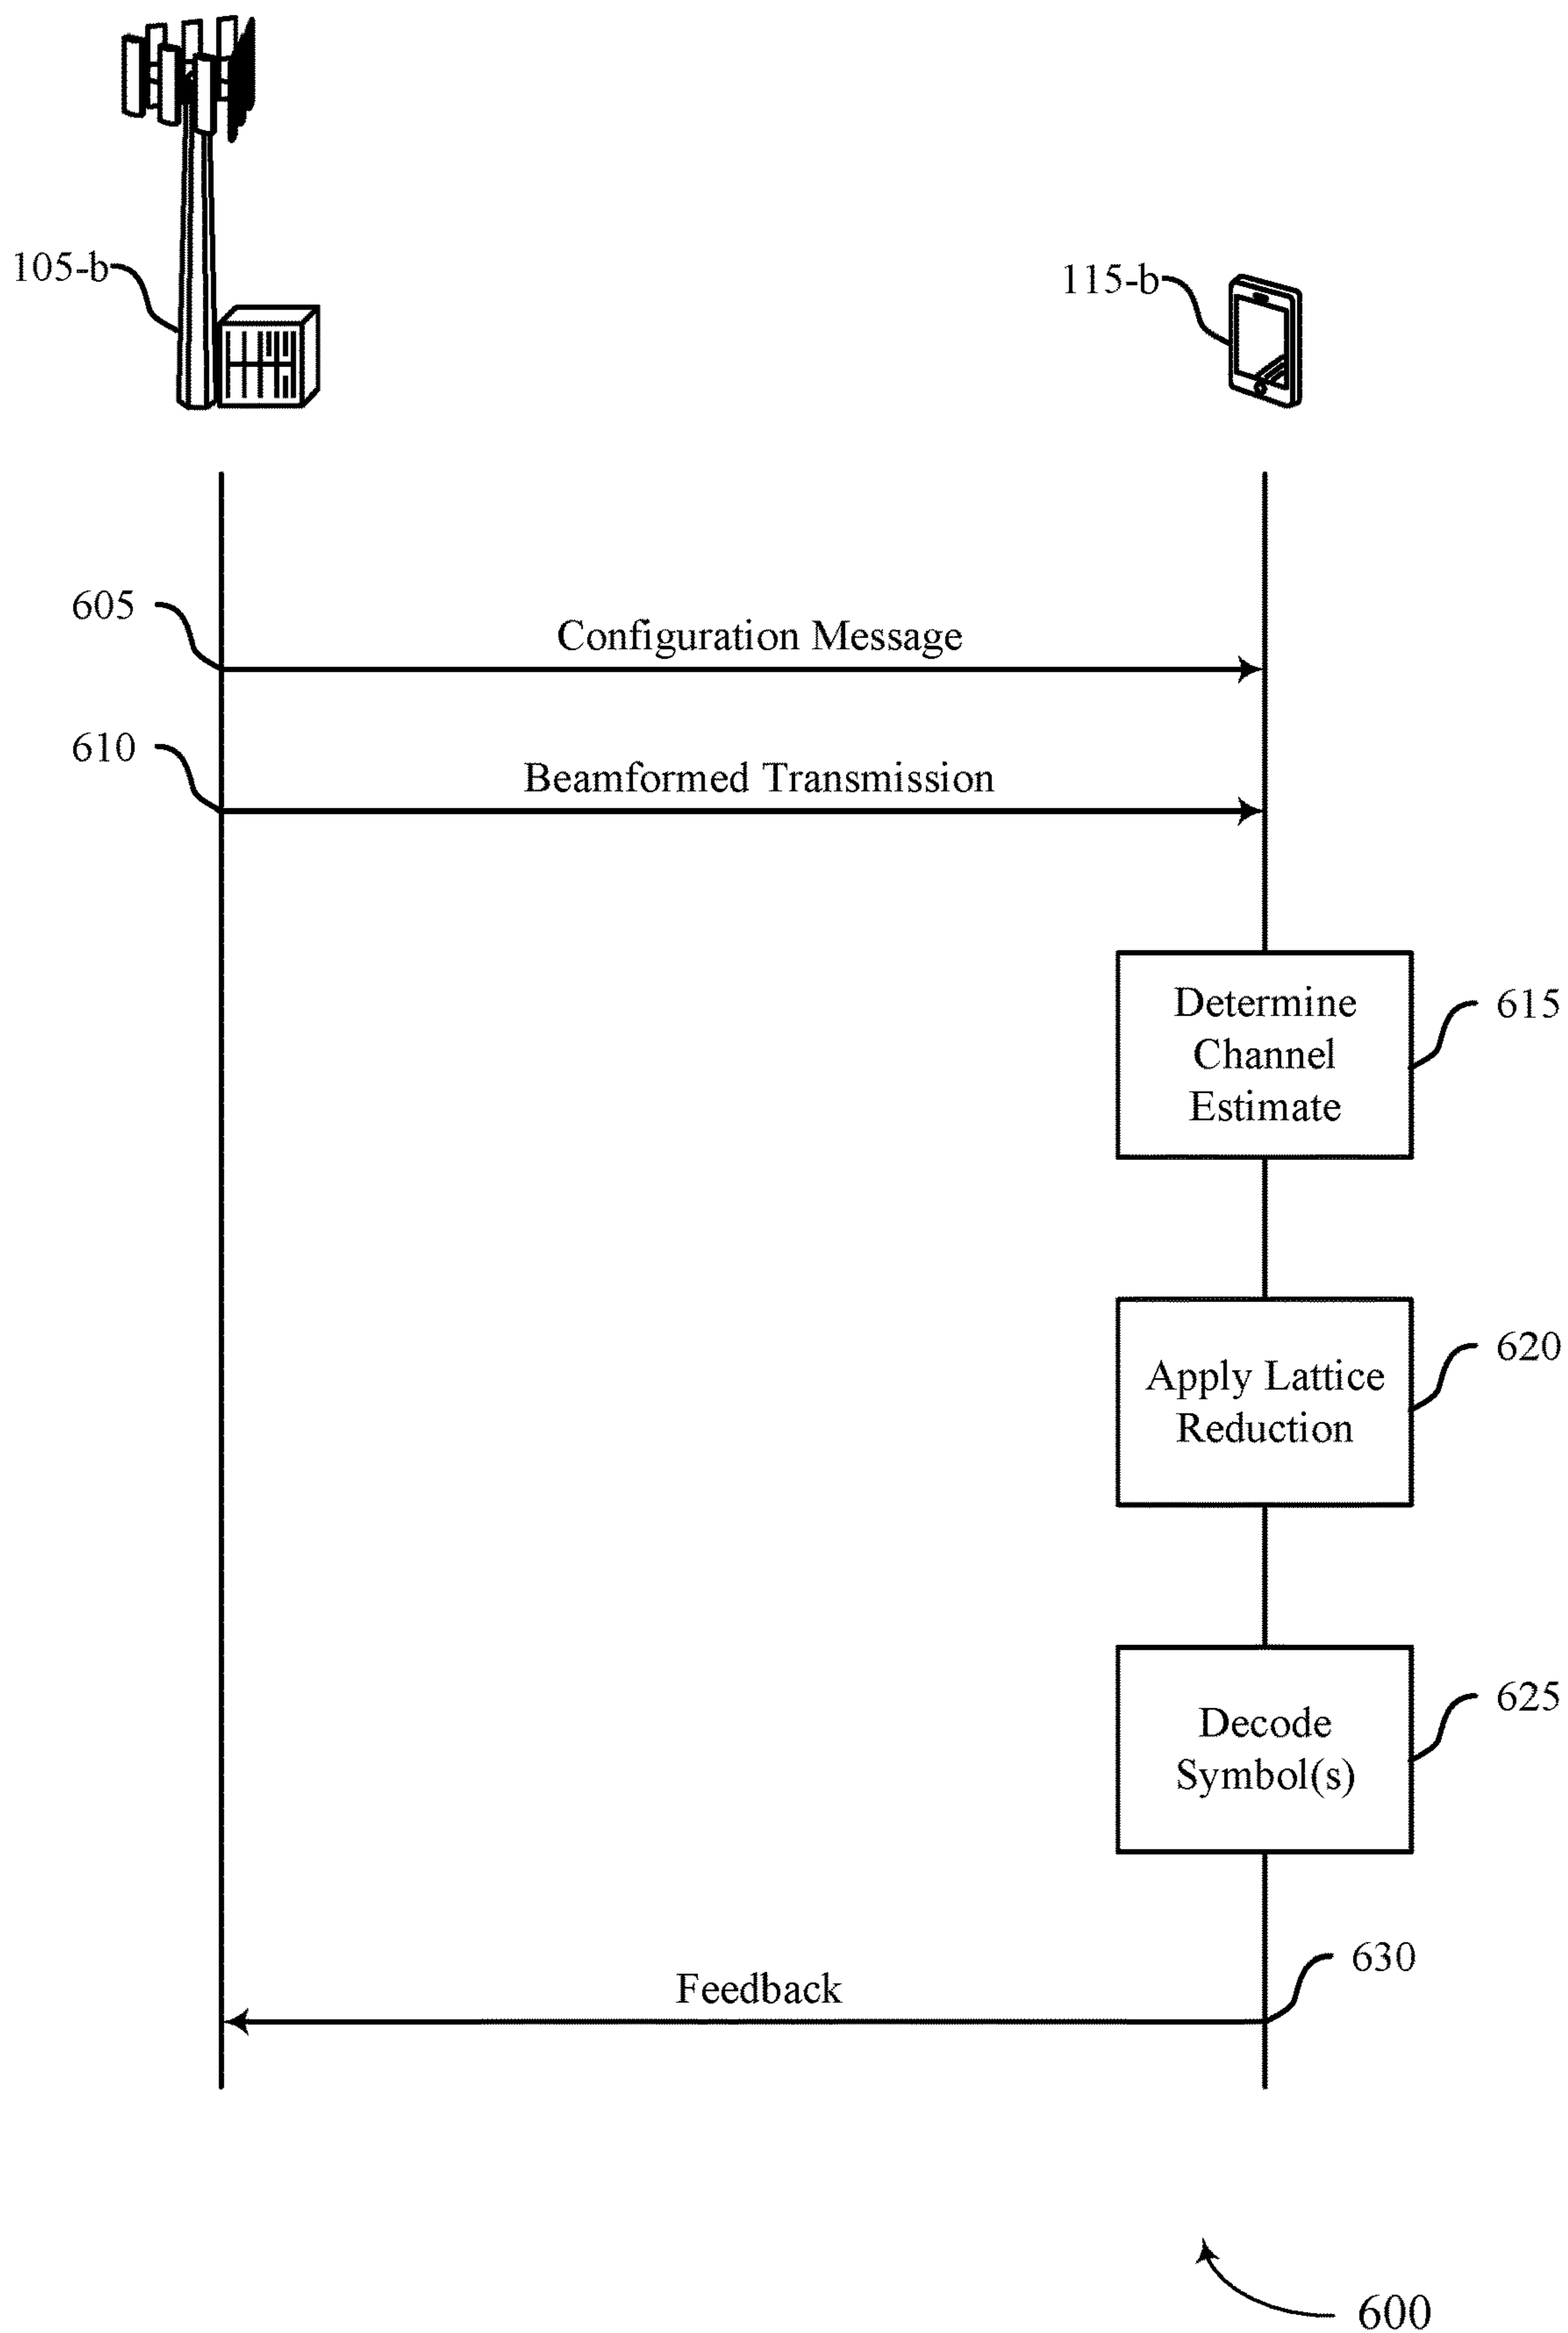 105-b
115-b
605
Configuration Message
610
Beamformed Transmission
Determine
Channel
Estimate
615
Apply Lattice
Reduction
620
Decode
Symbol(s)
625
Feedback
630
600